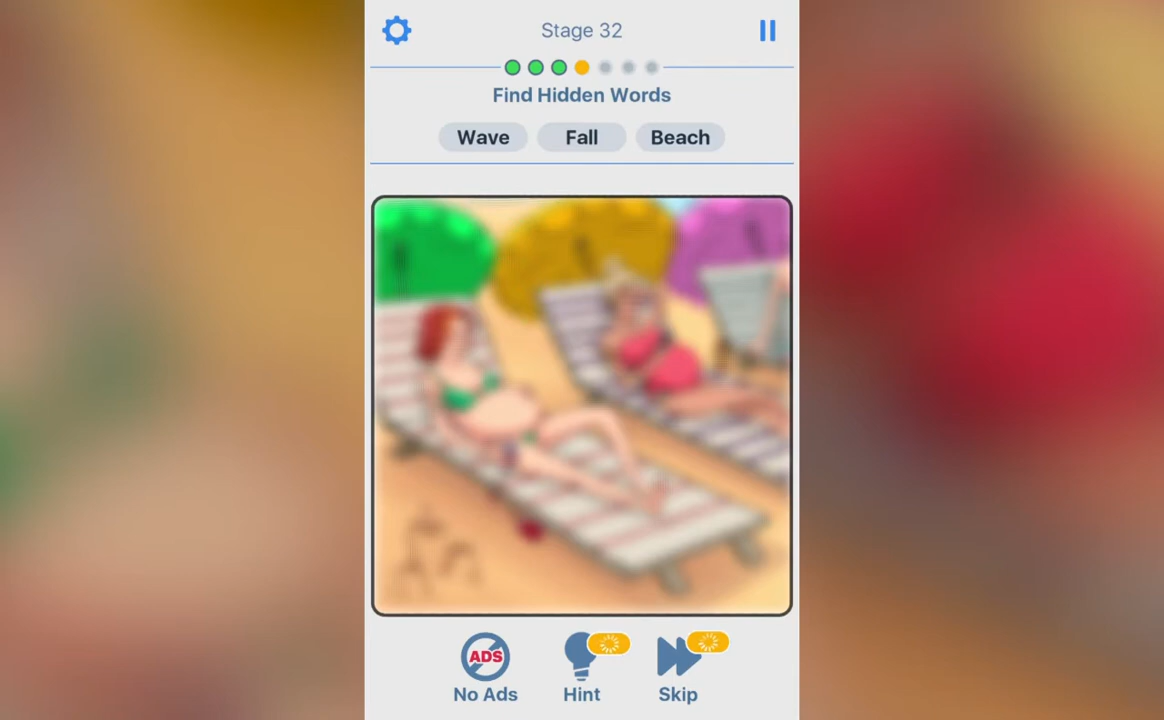 Stage 32
Find Hidden Words
Wave Fall Beach
ADS
No Ads Hint Skip